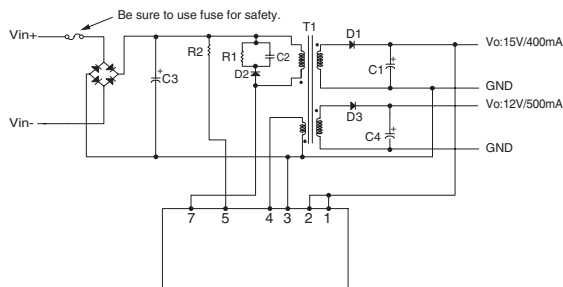 Be sure to use fuse for safety.
Vin+
T1
D1
Vo:15V/400mA
R2
R1
C2
D2
C3
C1
GND
D3
Vo:12V/500mA
C4
Vin-
GND
7 5 4 3 2 1